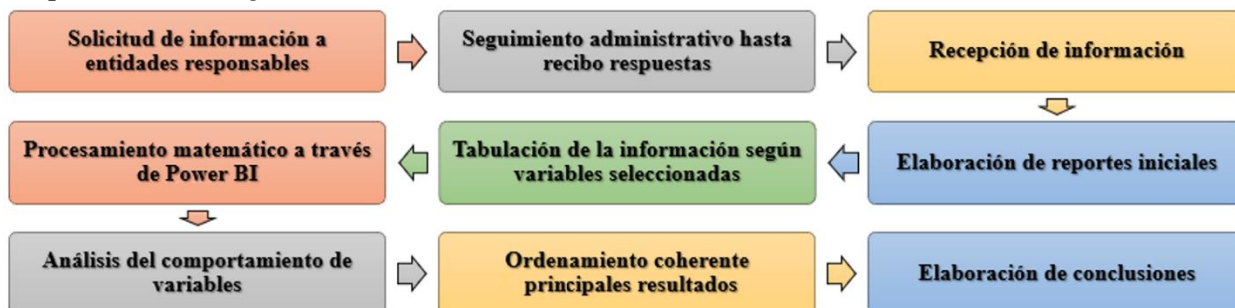 Solicitud de información a
entidades responsables
Seguimiento administrativo hasta
recibo respuestas
Recepción de información
Elaboración de reportes iniciales
Tabulación de la información según
variables seleccionadas
Procesamiento matemático a través
de Power BI
Análisis del comportamiento de
variables
Ordenamiento coherente
principales resultados
Elaboración de conclusiones